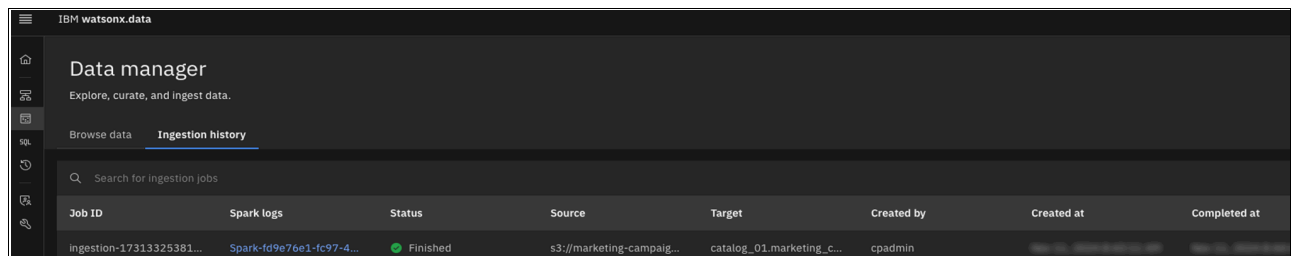 IBM watsonx.data
Data manager
Explore, curate, and ingest data.
Browse data Ingestion history
SQL
Search for ingestion jobs
Job ID Spark logs Status Source Target Created by Created at Completed at
ingestion-17313325381... Spark-fd9e76e1-fc97-4... Finished s3://marketing-campaig... catalog_01.marketing_c... cpadmin